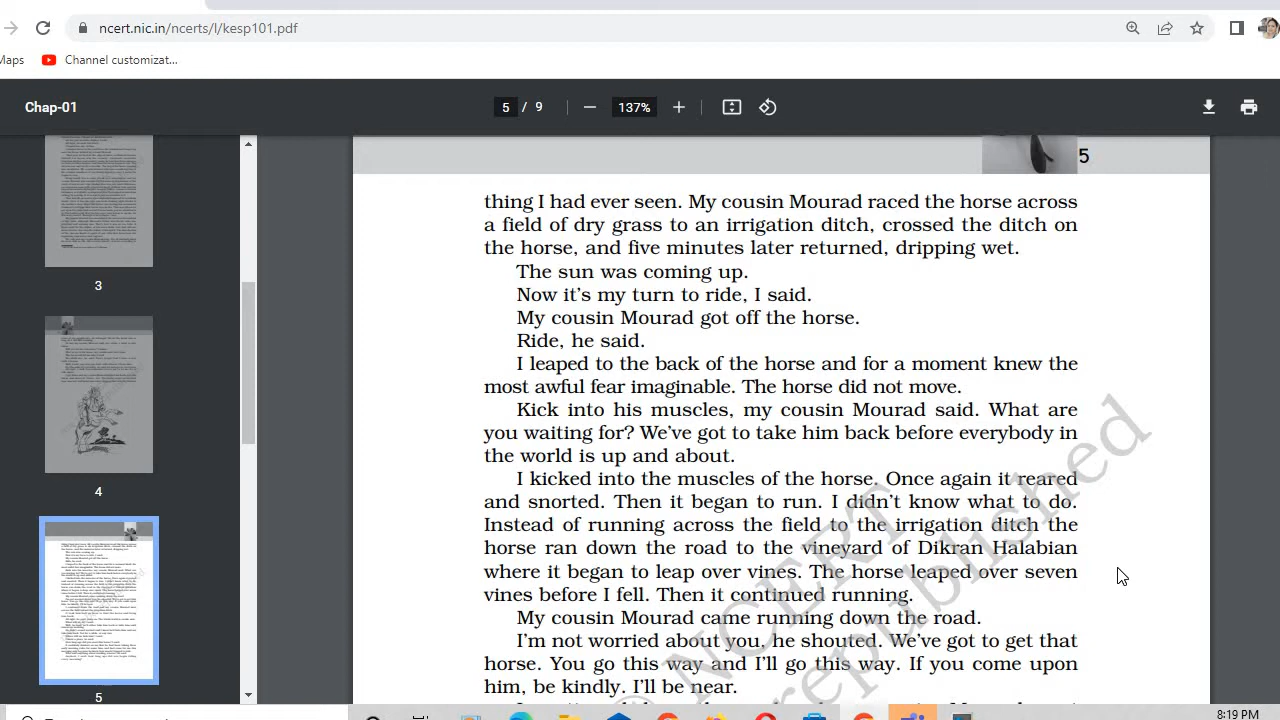 ncert.nic.in/ncerts/l/kesp101.pdf
Maps Channel customizat...
Chap-01
5 / 9
137%
3
4
5
5
thing I had ever seen. My cousin Mourad raced the horse across
a field of dry grass to an irrigation ditch, crossed the ditch on
the horse, and five minutes later returned, dripping wet.
The sun was coming up.
Now it's my turn to ride, I said.
My cousin Mourad got off the horse.
Ride, he said.
I leaped to the back of the horse and for a moment knew the
most awful fear imaginable. The horse did not move.
Kick into his muscles, my cousin Mourad said. What are
you waiting for? We've got to take him back before everybody in
the world is up and about.
I kicked into the muscles of the horse. Once again it reared
and snorted. Then it began to run. I didn't know what to do.
Instead of running across the field to the irrigation ditch the
horse ran down the road to the vineyard of Dikran Halabian
where it began to leap over vines. The horse leaped over seven
vines before I fell. Then it continued running.
My cousin Mourad came running down the road.
I'm not worried about you, he shouted. We've got to get that
horse. You go this way and I'll go this way. If you come upon
him, be kindly. I'll be near.
© NCERT
republished
8:19 PM